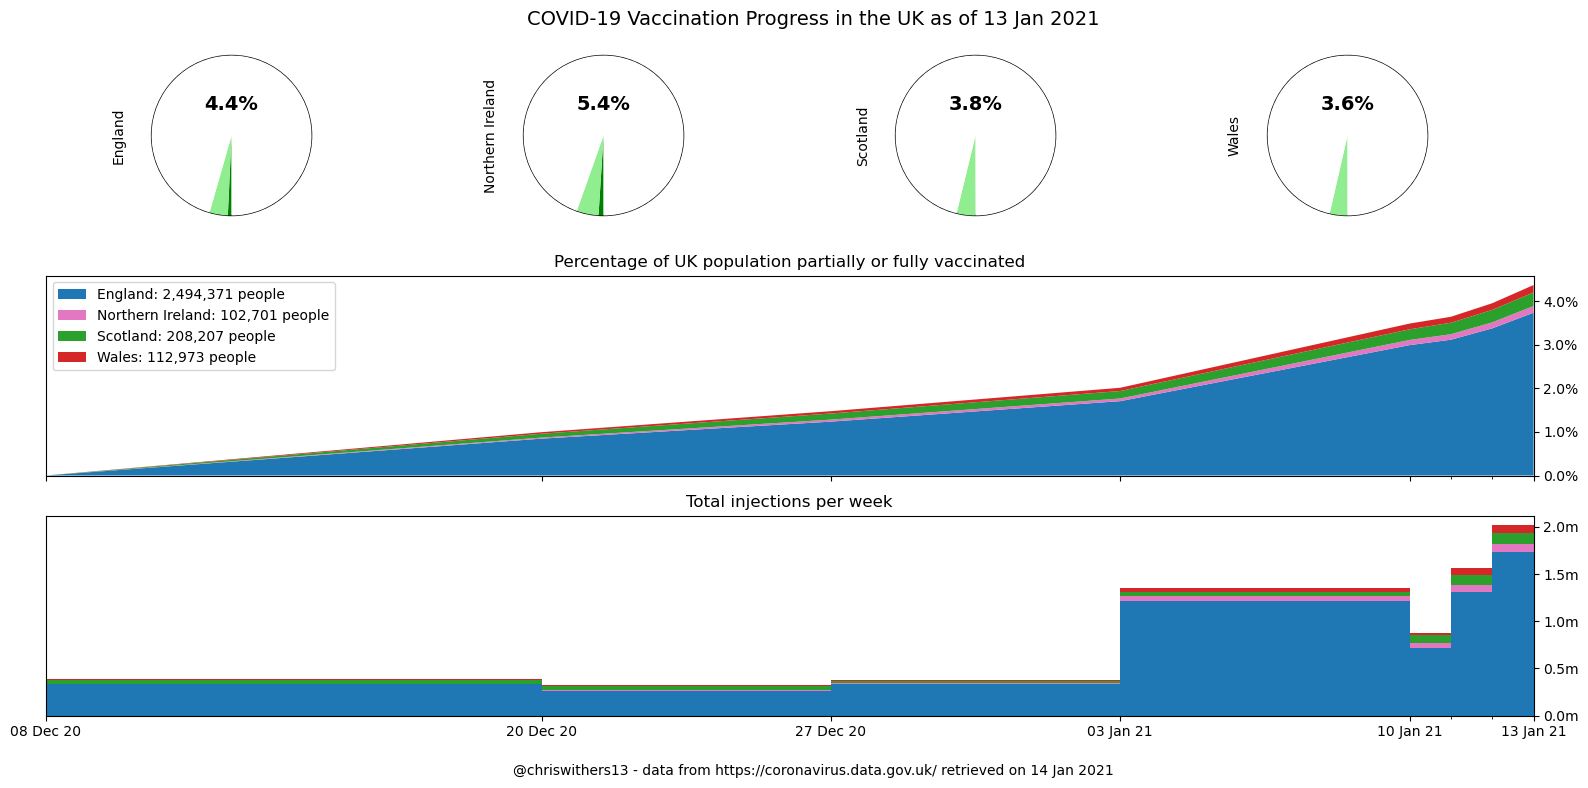 COVID-19 Vaccination Progress in the UK as of 13 Jan 2021
England
4.4%
Northern Ireland
5.4%
Scotland
3.8%
Wales
3.6%
Percentage of UK population partially or fully vaccinated
England: 2,494,371 people
Northern Ireland: 102,701 people
Scotland: 208,207 people
Wales: 112,973 people
4.0%
3.0%
2.0%
1.0%
0.0%
Total injections per week
2.0m
1.5m
1.0m
0.5m
0.0m
08 Dec 20
20 Dec 20
27 Dec 20
03 Jan 21
10 Jan 21
13 Jan 21
@chriswithers13 - data from https://coronavirus.data.gov.uk/ retrieved on 14 Jan 2021